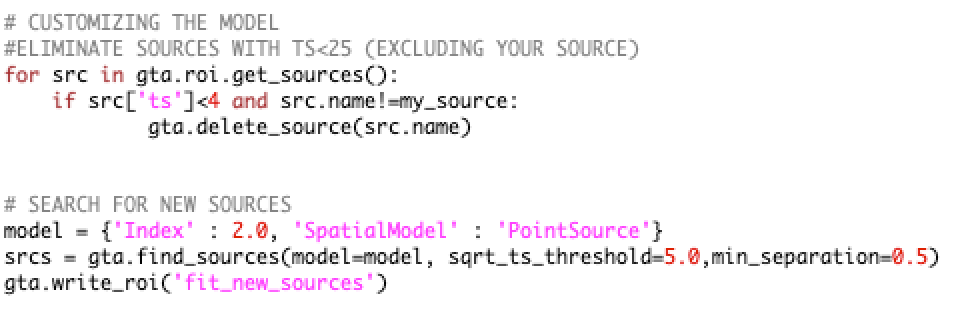 # CUSTOMIZING THE MODEL
#ELIMINATE SOURCES WITH TS<25 (EXCLUDING YOUR SOURCE)
for src in gta.roi.get_sources():
    if src['ts']<4 and src.name!=my_source:
            gta.delete_source(src.name)
# SEARCH FOR NEW SOURCES
model = {'Index' : 2.0, 'SpatialModel' : 'PointSource'}
srcs = gta.find_sources(model=model, sqrt_ts_threshold=5.0,min_separation=0.5)
gta.write_roi('fit_new_sources')